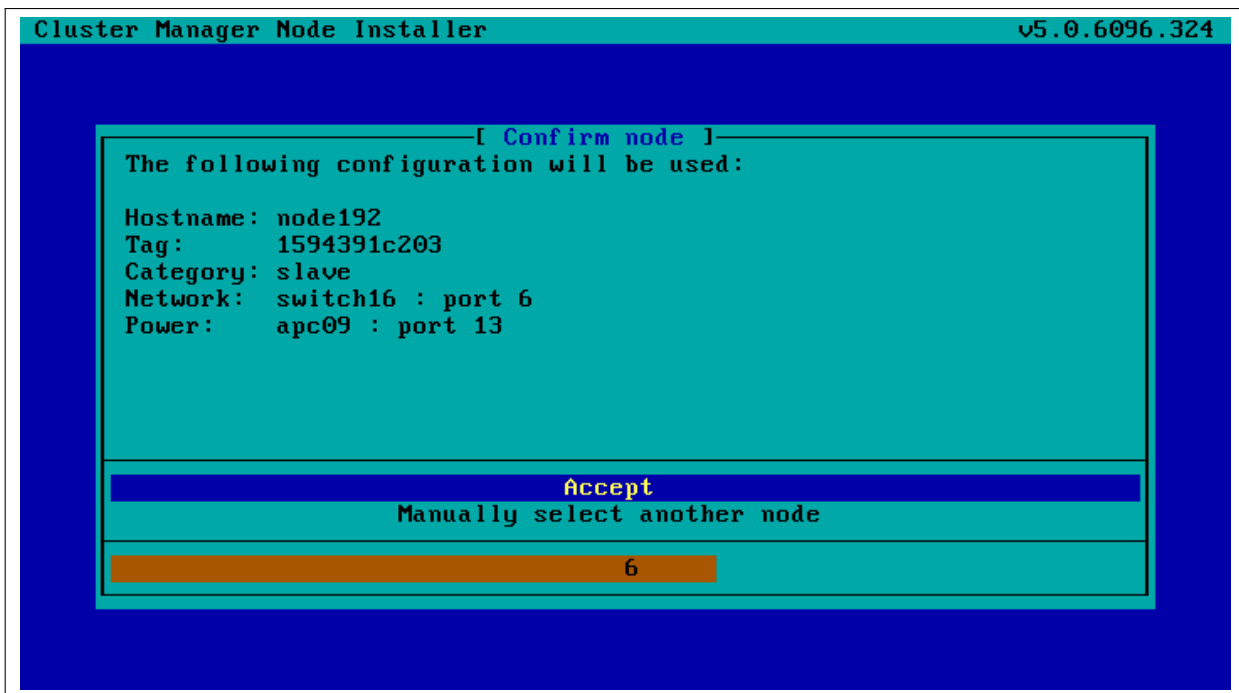 Cluster Manager Node Installer v5.0.6096.324
[ Confirm node ]
The following configuration will be used:
Hostname: node192
Tag: 1594391c203
Category: slave
Network: switch16 : port 6
Power: apc09 : port 13
Accept
Manually select another node
6